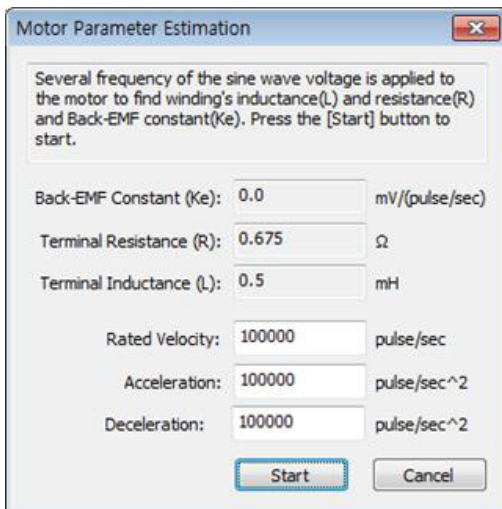 Motor Parameter Estimation
Several frequency of the sine wave voltage is applied to
the motor to find winding's inductance(L) and resistance(R)
and Back-EMF constant(Ke). Press the [Start] button to
start.
Back-EMF Constant (Ke): 0.0 mV/(pulse/sec)
Terminal Resistance (R): 0.675 Ω
Terminal Inductance (L): 0.5 mH
Rated Velocity: 100000 pulse/sec
Acceleration: 100000 pulse/sec^2
Deceleration: 100000 pulse/sec^2
Start Cancel